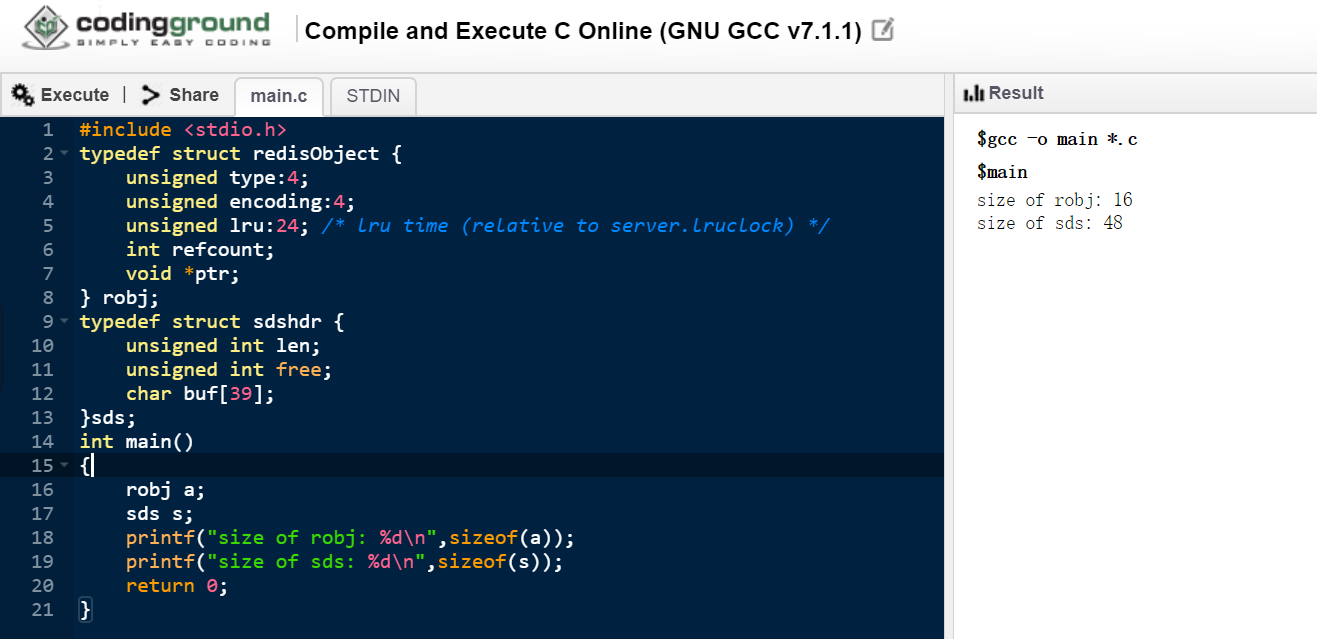 codingground
SIMPLY EASY CODING
Compile and Execute C Online (GNU GCC v7.1.1)
Execute | Share main.c STDIN
Result
1 #include <stdio.h>
2 typedef struct redisObject {
3     unsigned type:4;
4     unsigned encoding:4;
5     unsigned lru:24; /* lru time (relative to server.lruclock) */
6     int refcount;
7     void *ptr;
8 } robj;
9 typedef struct sdshdr {
10     unsigned int len;
11     unsigned int free;
12     char buf[39];
13 }sds;
14 int main()
15 {
16     robj a;
17     sds s;
18     printf("size of robj: %d\n",sizeof(a));
19     printf("size of sds: %d\n",sizeof(s));
20     return 0;
21 }
$gcc -o main *.c
$main
size of robj: 16
size of sds: 48